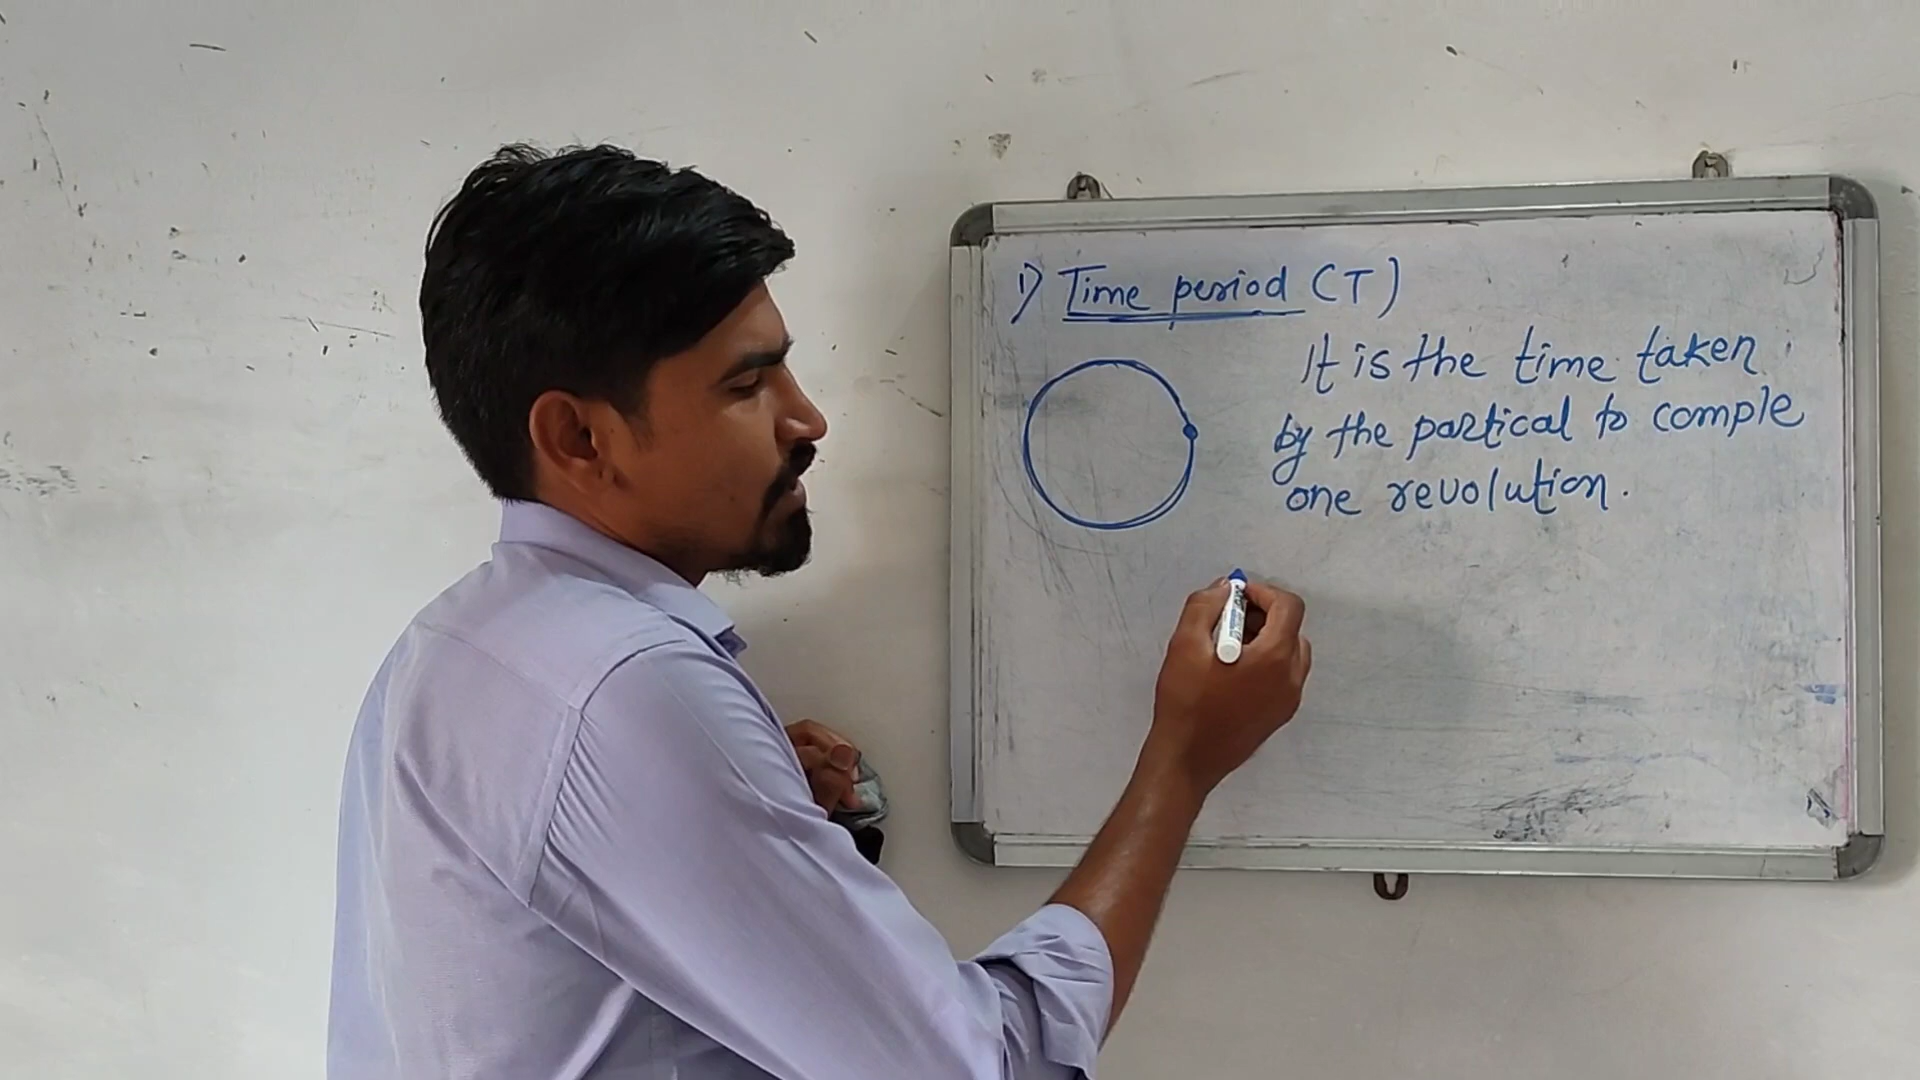 1) Time period (T)
It is the time taken
by the partical to comple
one revolution.